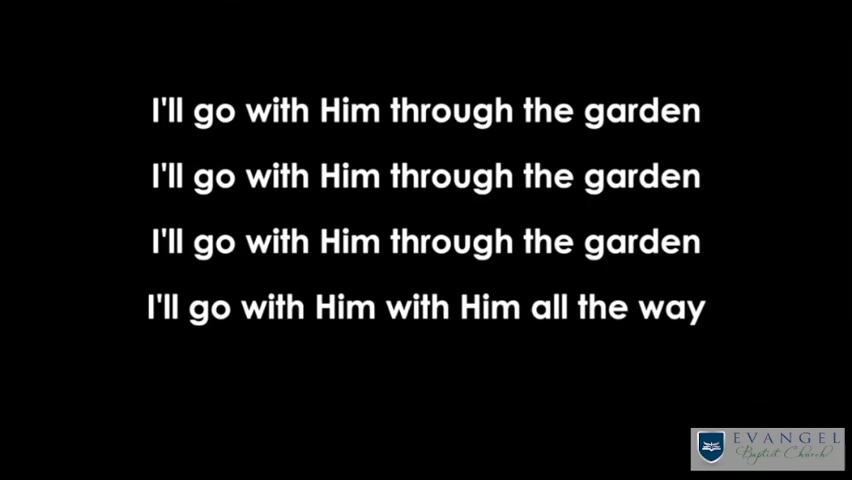 I'll go with Him through the garden
I'll go with Him through the garden
I'll go with Him through the garden
I'll go with Him with Him all the way
EVANGEL
Baptist Church